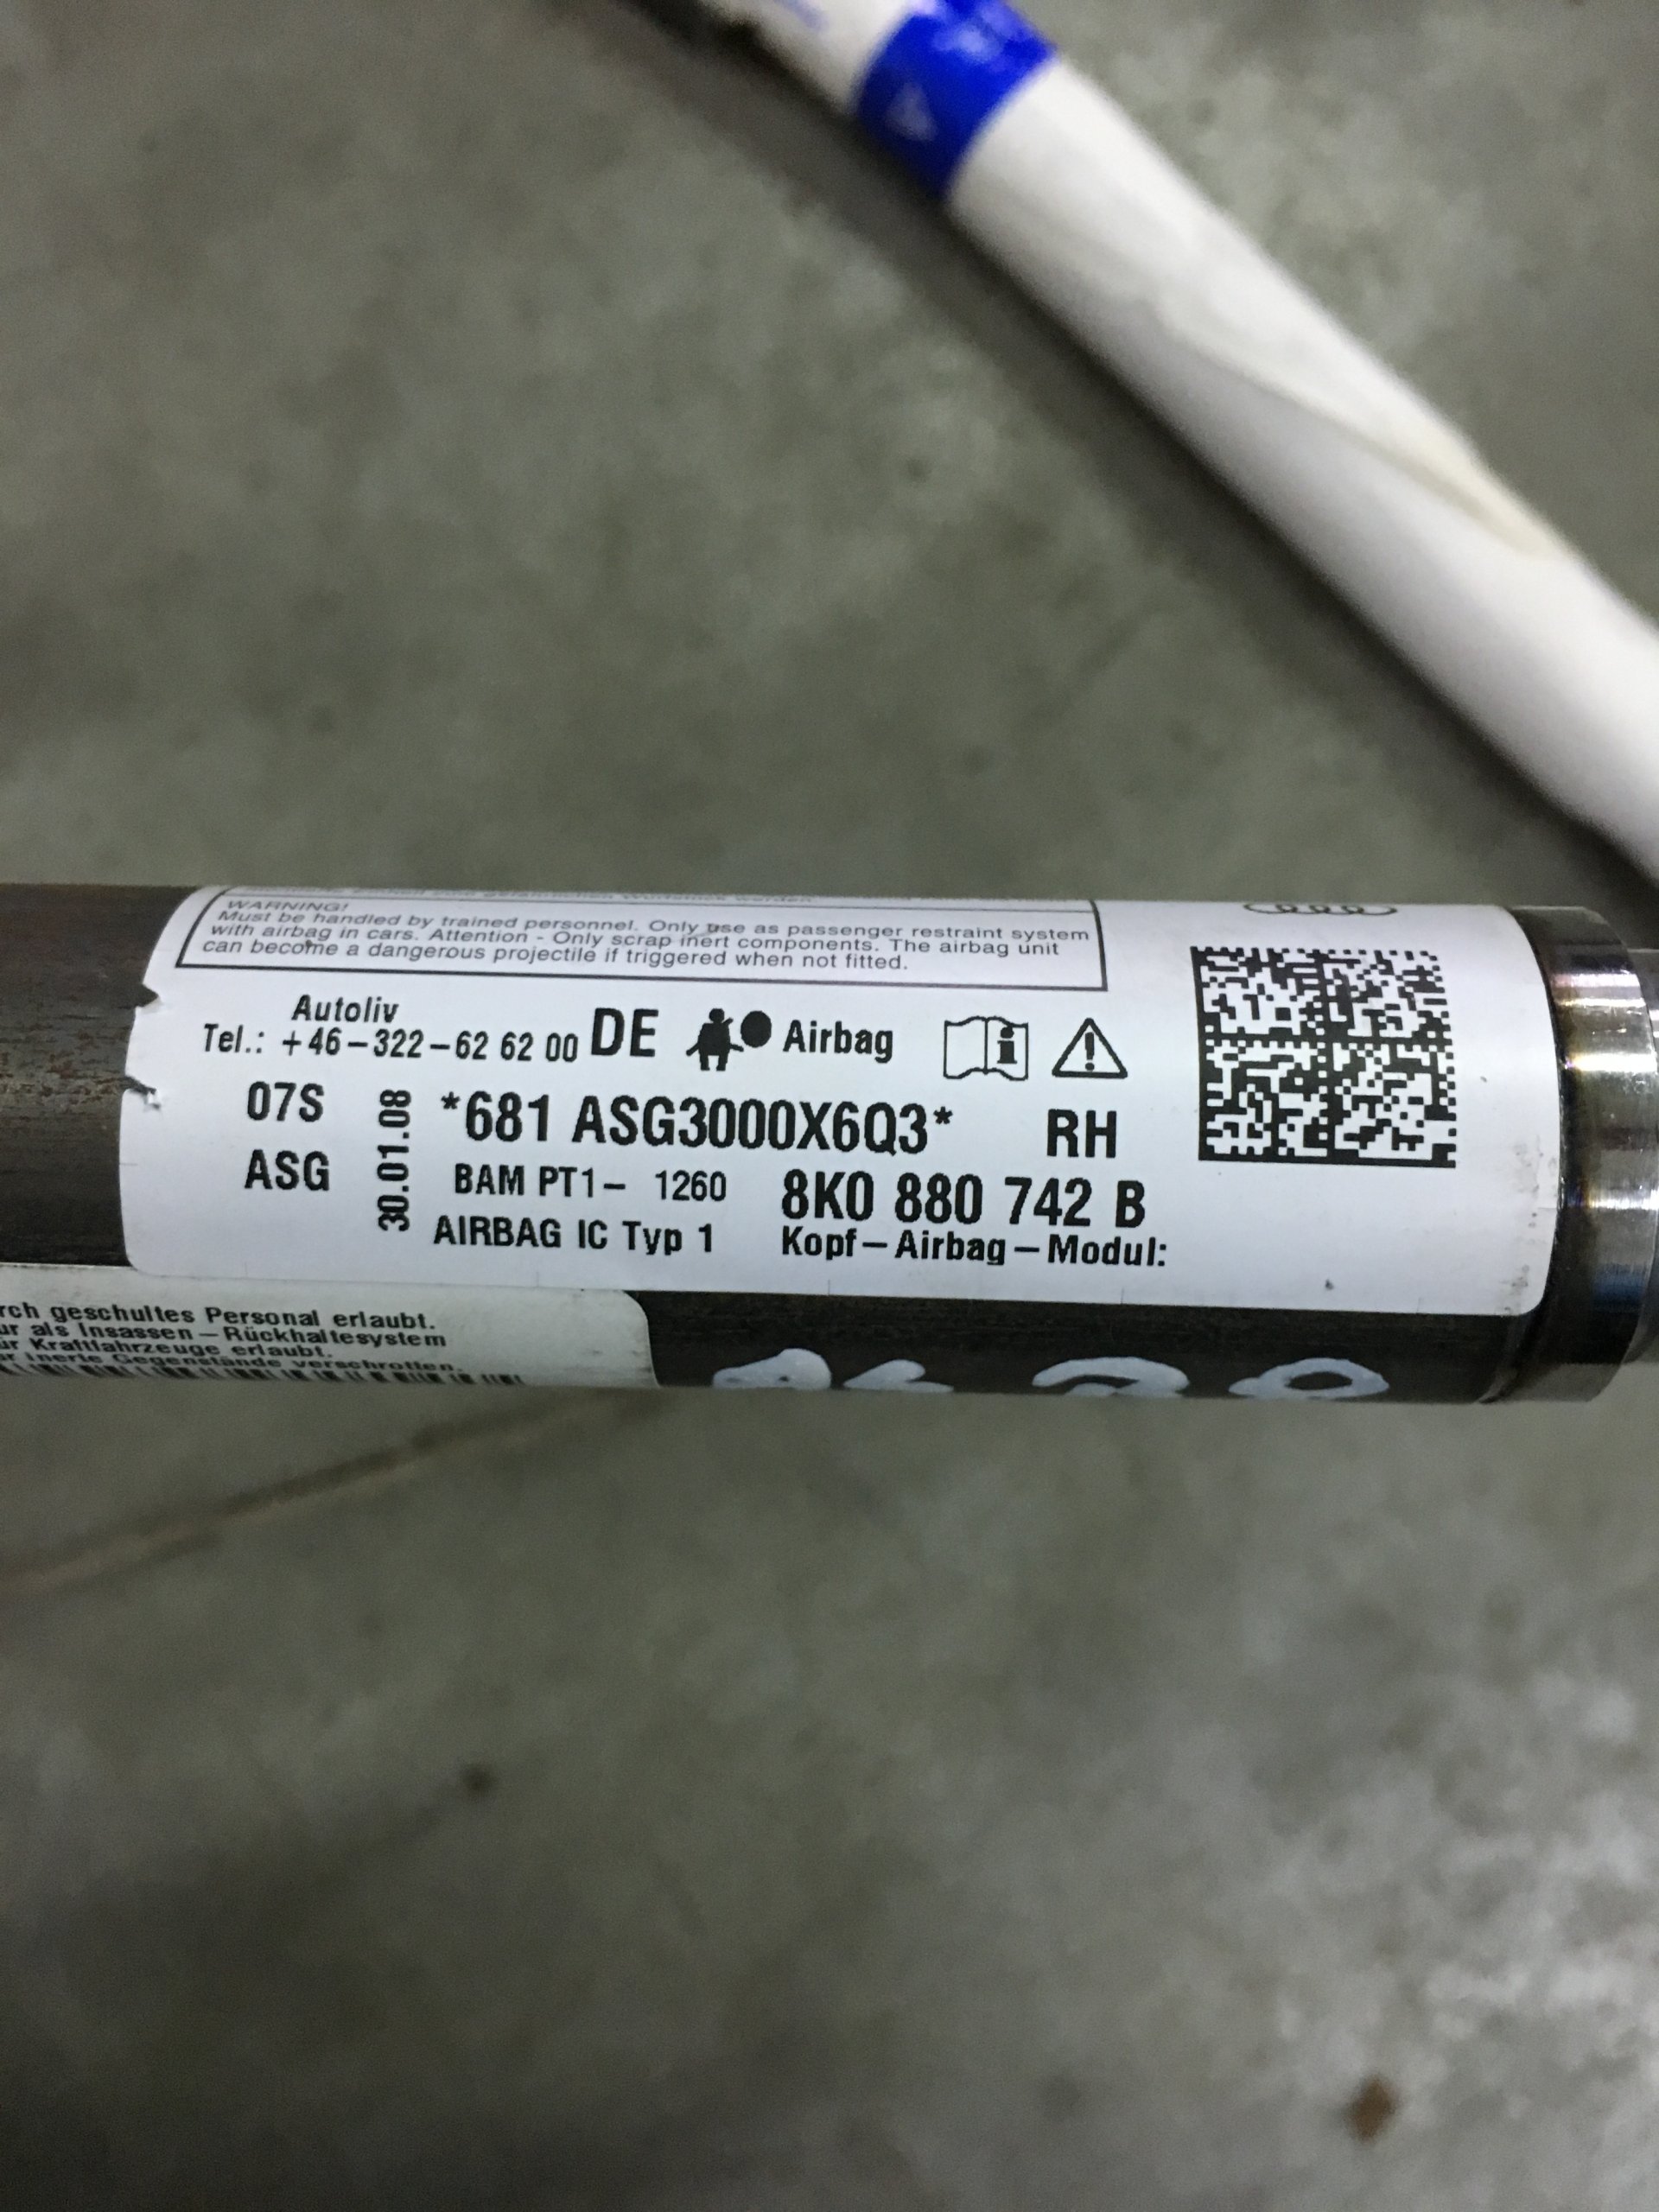 WARNING!
Must be handled by trained personnel. Only use as passenger restraint system
with airbag in cars. Attention - Only scrap inert components. The airbag unit
can become a dangerous projectile if triggered when not fitted.
Autoliv
Tel.: +46-322-62 62 00 DE Airbag
07S
ASG
30.01.08
*681 ASG3000X6Q3* RH
BAM PT1- 1260 8K0 880 742 B
AIRBAG IC Typ 1 Kopf-Airbag-Modul:
geschultes Personal erlaubt.
als Insassen-Rückhaltesystem
Kraftfahrzeuge erlaubt.
inerte Gegenstände verschrotten.